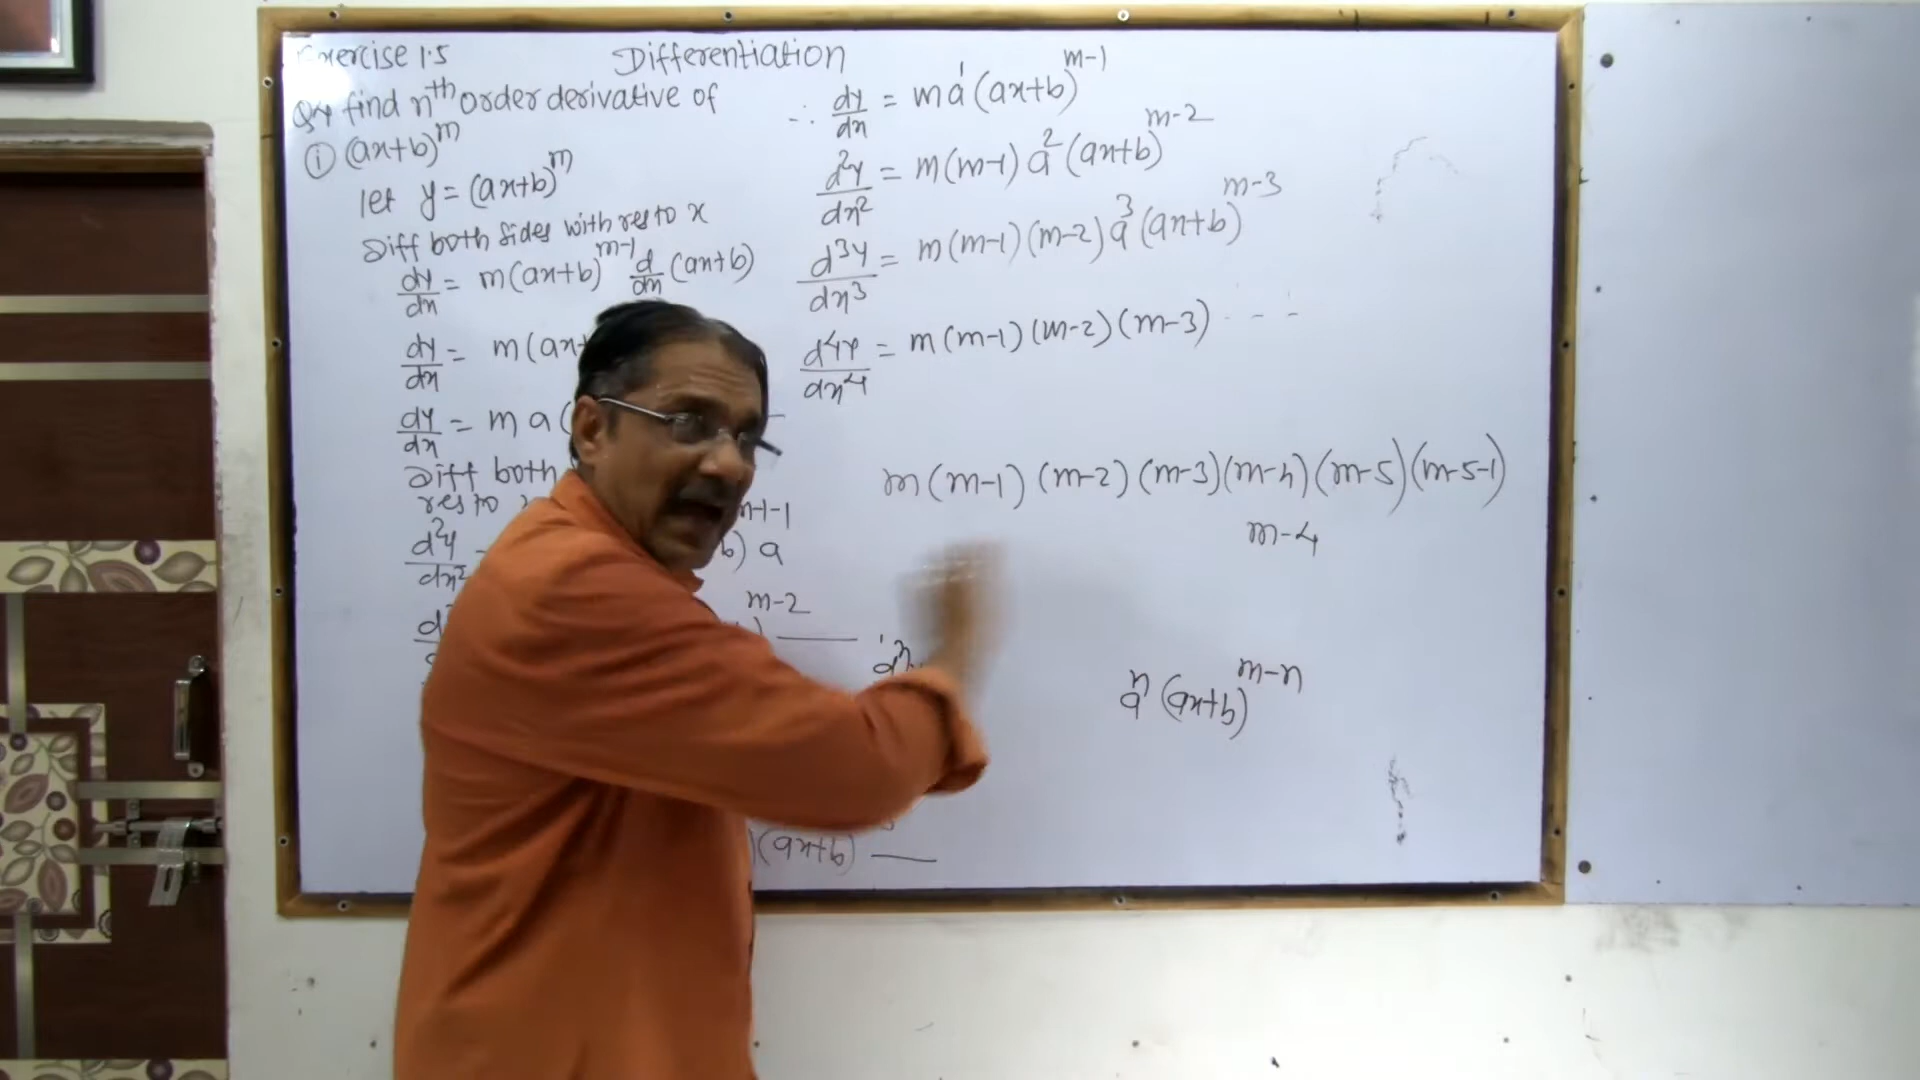 Exercise 1.5
Differentiation
Q4 find nth order derivative of
(i) (ax+b)^m
let y = (ax+b)^m
Diff both sides with res to x
dy/dx = m(ax+b)^m-1 d/dx (ax+b)
dy/dx = m(ax
dy/dx = m a (
Diff both
res to
d²y/dx²
m-1-1
b) a
m-2
(ax+b)
∴ dy/dx = m a^1 (ax+b)^m-1
d²y/dx² = m(m-1) a² (ax+b)^m-2
d³y/dx³ = m(m-1)(m-2) a³ (ax+b)^m-3
d⁴y/dx⁴ = m(m-1)(m-2)(m-3) - - -
m(m-1)(m-2)(m-3)(m-4)(m-5)(m-5-1)
m-4
a^n (ax+b)^m-n